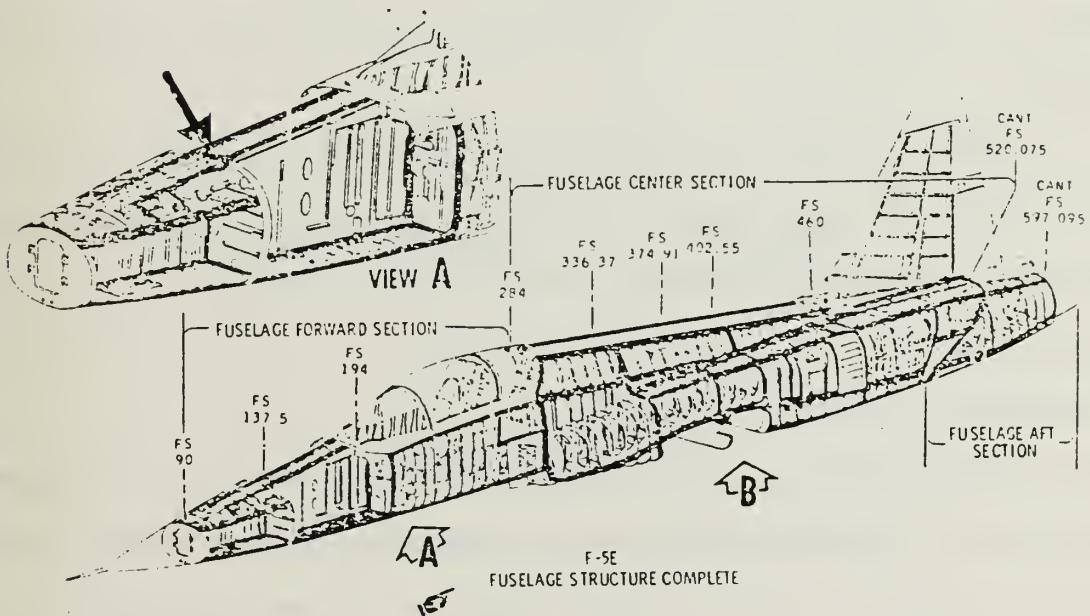 VIEW A
FUSELAGE CENTER SECTION
CANT
FS
520.075
CANT
FS
597.095
FS
460
FS
402.55
FS
374.91
FS
336.37
FS
284
FUSELAGE FORWARD SECTION
FS
194
FS
137.5
FS
90
FUSELAGE AFT
SECTION
A
B
F-5E
FUSELAGE STRUCTURE COMPLETE